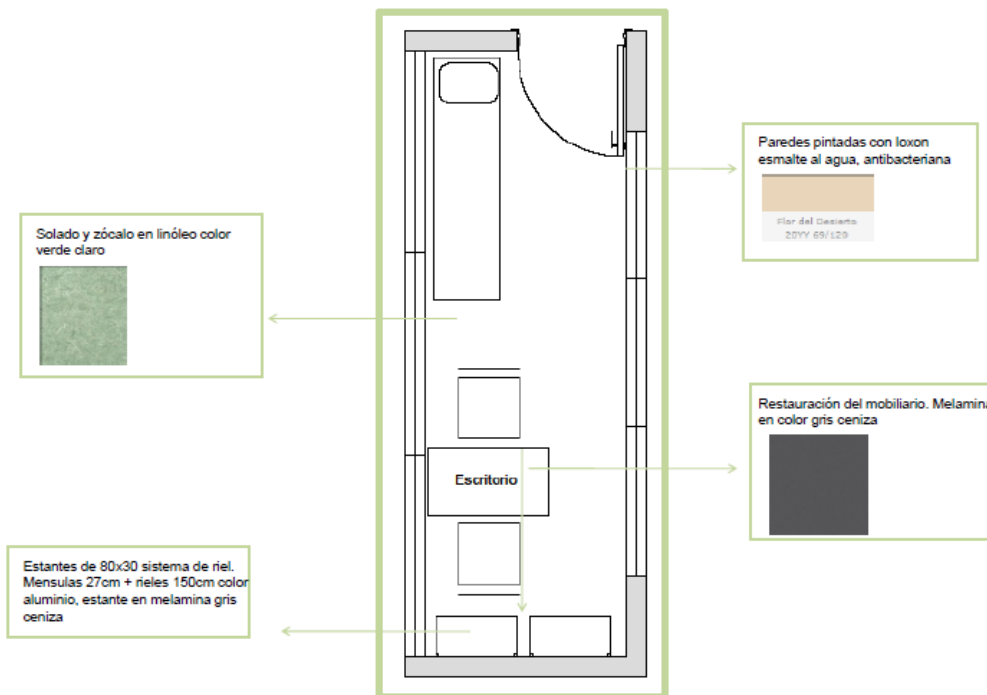 Paredes pintadas con loxon
esmalte al agua, antibacteriana
Flor del Desierto
20YY 69/120
Solado y zócalo en linóleo color
verde claro
Restauración del mobiliario. Melamina
en color gris ceniza
Escritorio
Estantes de 80x30 sistema de riel.
Mensulas 27cm + rieles 150cm color
aluminio, estante en melamina gris
ceniza